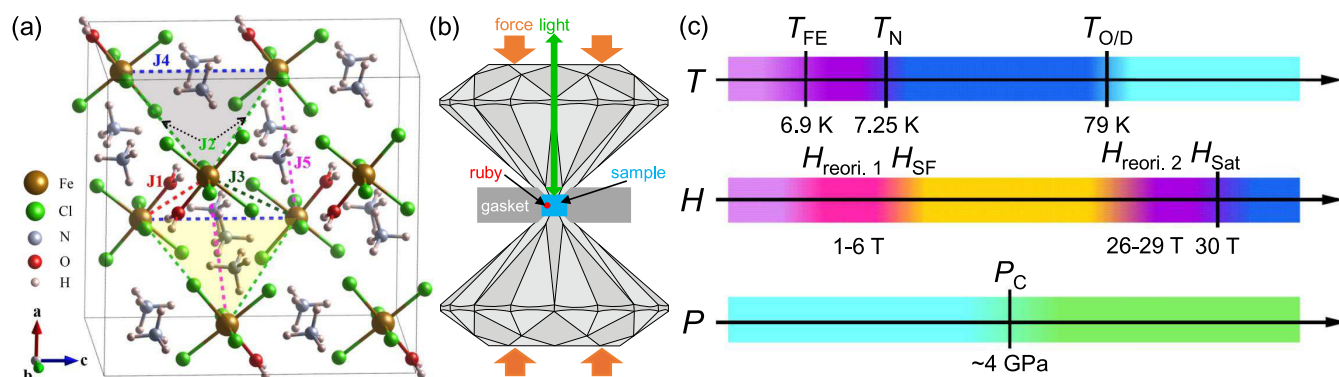 (a)
J4
J2
J5
J1
J3
Fe
Cl
N
O
H
a
b
c
(b)
force
light
ruby
sample
gasket
(c)
T_FE
T_N
T_O/D
T
6.9 K
7.25 K
79 K
H_reori. 1
H_SF
H_reori. 2
H_Sat
H
1-6 T
26-29 T
30 T
P_C
P
~4 GPa